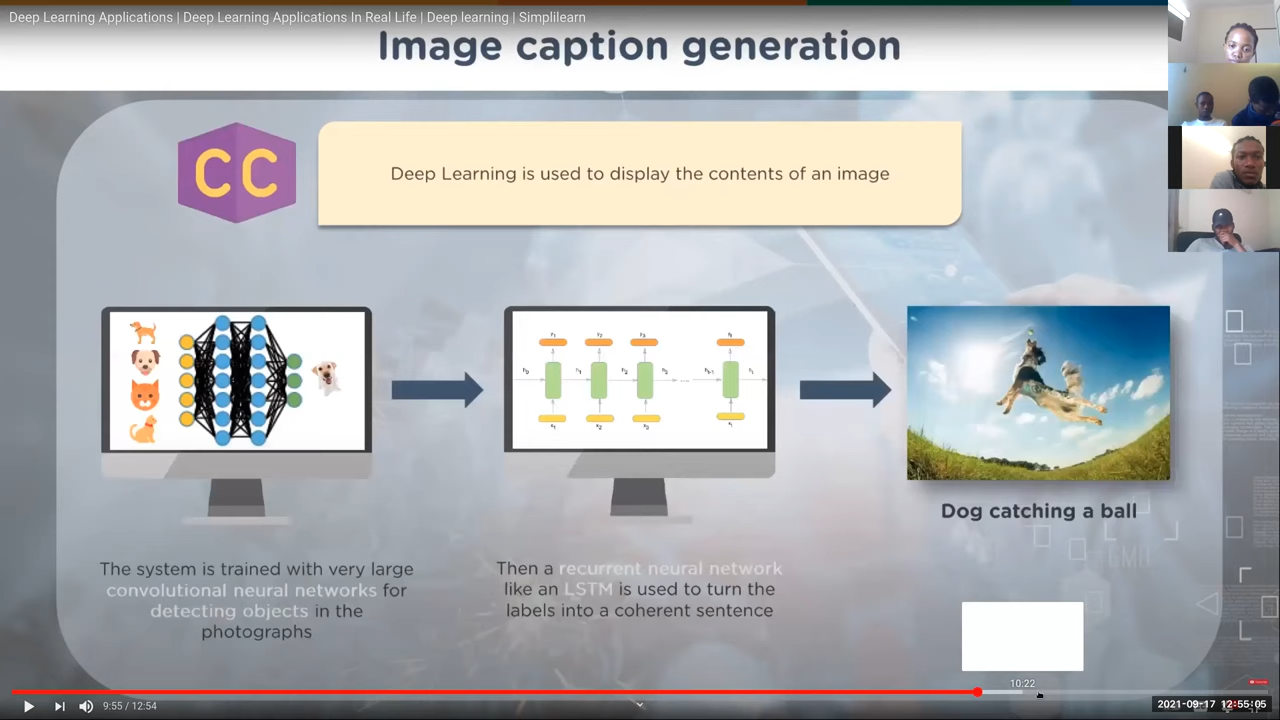 Deep Learning Applications | Deep Learning Applications In Real Life | Deep learning | Simplilearn
Image caption generation
CC
Deep Learning is used to display the contents of an image
Dog catching a ball
The system is trained with very large
convolutional neural networks for
detecting objects in the
photographs
Then a recurrent neural network
like an LSTM is used to turn the
labels into a coherent sentence
10:22
9:55 / 12:54
2021-09-17 12:55:05